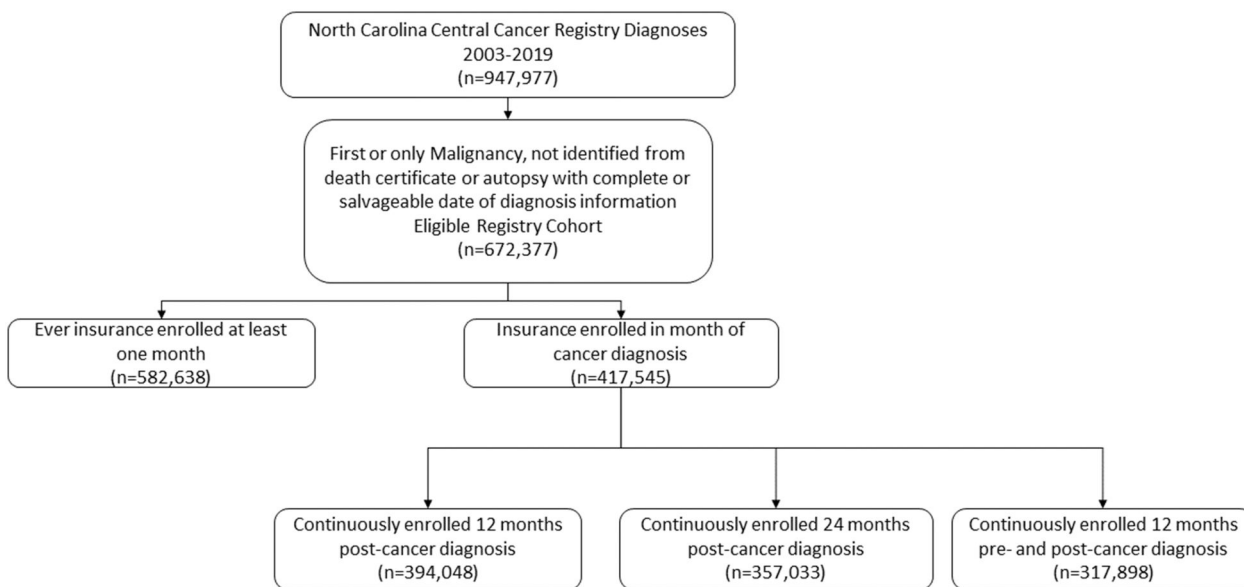 North Carolina Central Cancer Registry Diagnoses
2003-2019
(n=947,977)
First or only Malignancy, not identified from
death certificate or autopsy with complete or
salvageable date of diagnosis information
Eligible Registry Cohort
(n=672,377)
Ever insurance enrolled at least
one month
(n=582,638)
Insurance enrolled in month of
cancer diagnosis
(n=417,545)
Continuously enrolled 12 months
post-cancer diagnosis
(n=394,048)
Continuously enrolled 24 months
post-cancer diagnosis
(n=357,033)
Continuously enrolled 12 months
pre- and post-cancer diagnosis
(n=317,898)